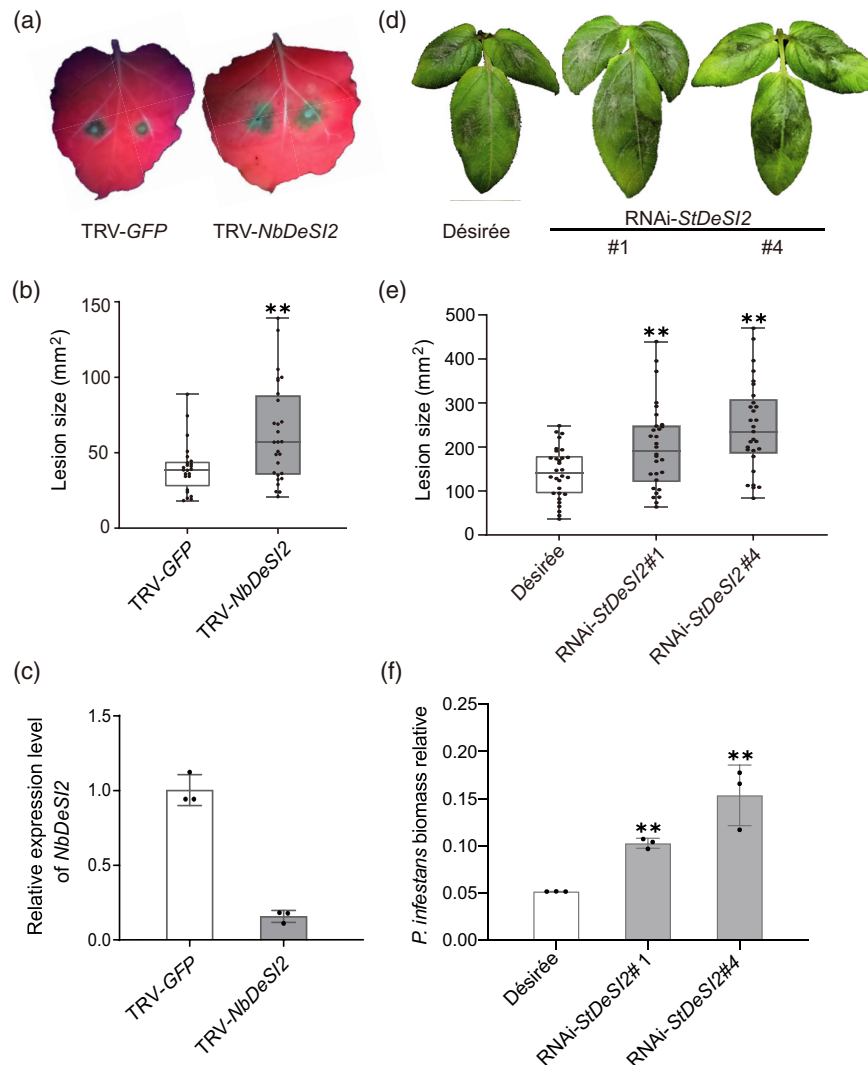 (a)
TRV-GFP TRV-NbDeSI2
(b)
Lesion size (mm2)
150
100
50
0
**
TRV-GFP
TRV-NbDeSI2
(c)
Relative expression level
of NbDeSI2
1.5
1.0
0.5
0.0
TRV-GFP
TRV-NbDeSI2
(d)
Désirée
RNAi-StDeSI2
#1 #4
(e)
Lesion size (mm2)
500
400
300
200
100
0
** **
Désirée
RNAi-StDeSI2#1
RNAi-StDeSI2#4
(f)
P. infestans biomass relative
0.25
0.20
0.15
0.10
0.05
0.00
** **
Désirée
RNAi-StDeSI2# 1
RNAi-StDeSI2#4